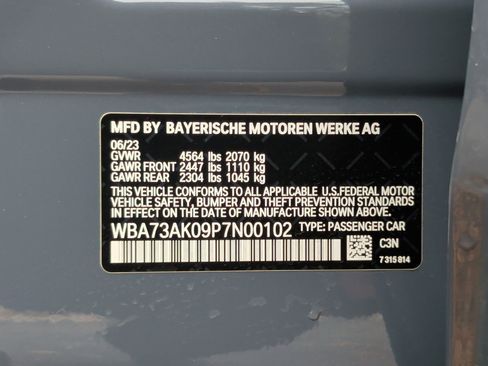 MFD BY BAYERISCHE MOTOREN WERKE AG
06/23
GVWR 4564 lbs 2070 kg
GAWR FRONT 2447 lbs 1110 kg
GAWR REAR 2304 lbs 1045 kg
THIS VEHICLE CONFORMS TO ALL APPLICABLE U.S.FEDERAL MOTOR
VEHICLE SAFETY, BUMPER AND THEFT PREVENTION STANDARDS
IN EFFECT ON THE DATE OF MANUFACTURE SHOWN ABOVE.
WBA73AK09P7N00102 TYPE: PASSENGER CAR
C3N
7 315 814